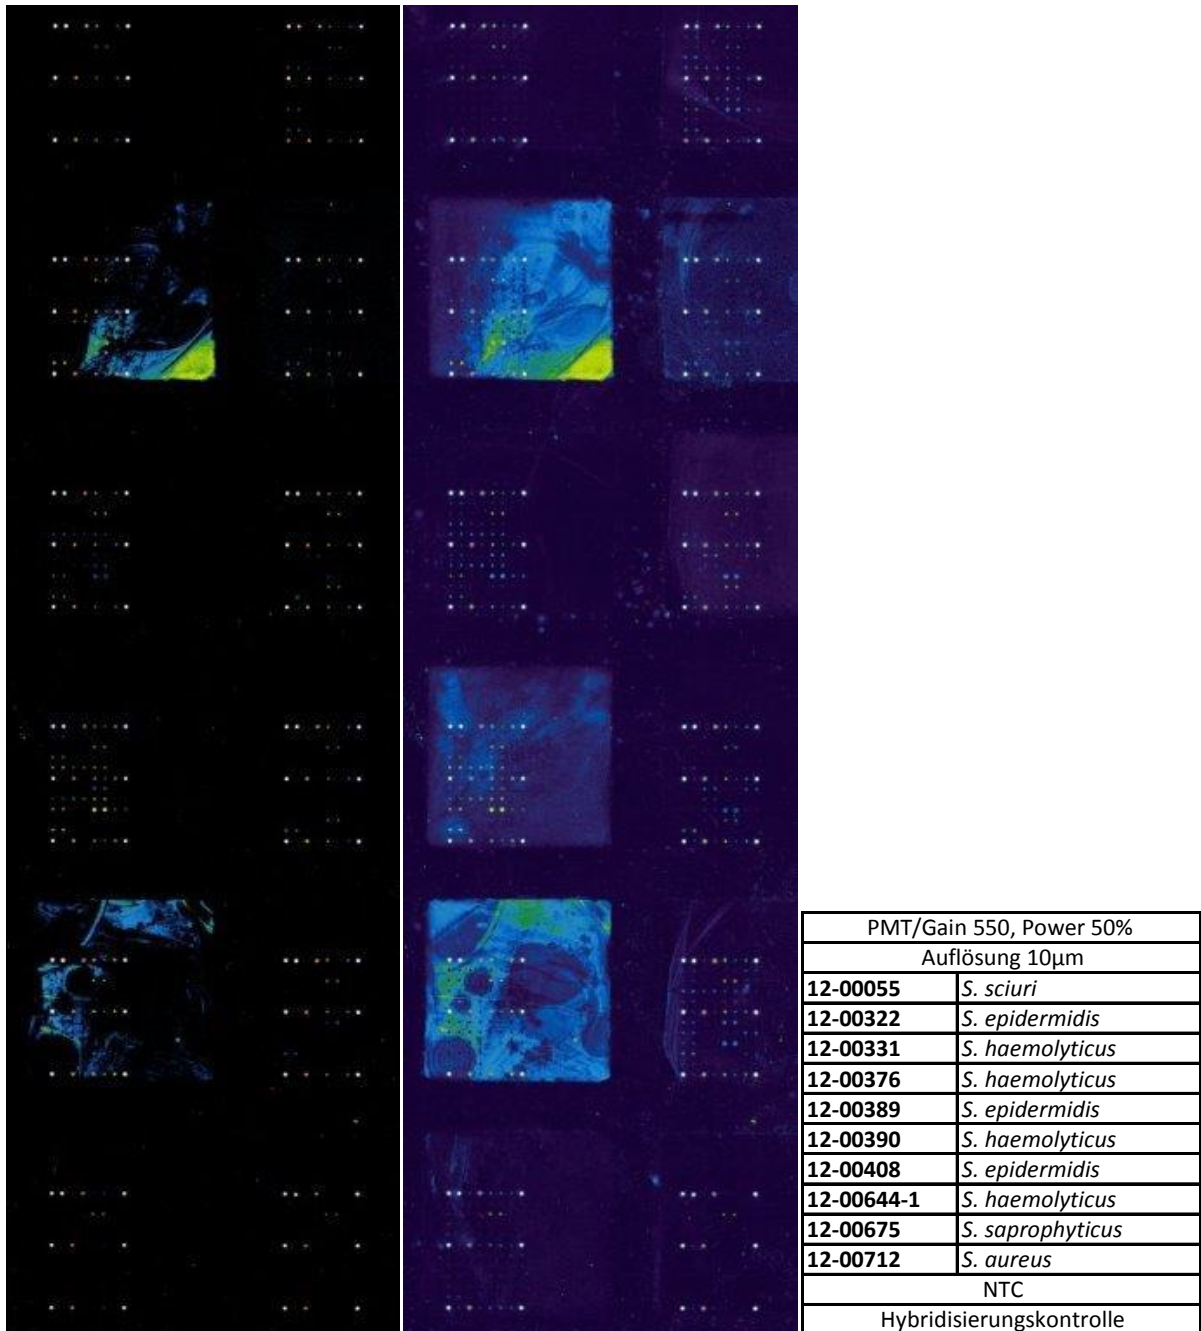 PMT/Gain 550, Power 50%
Auflösung 10µm
12-00055 S. sciuri
12-00322 S. epidermidis
12-00331 S. haemolyticus
12-00376 S. haemolyticus
12-00389 S. epidermidis
12-00390 S. haemolyticus
12-00408 S. epidermidis
12-00644-1 S. haemolyticus
12-00675 S. saprophyticus
12-00712 S. aureus
NTC
Hybridisierungskontrolle